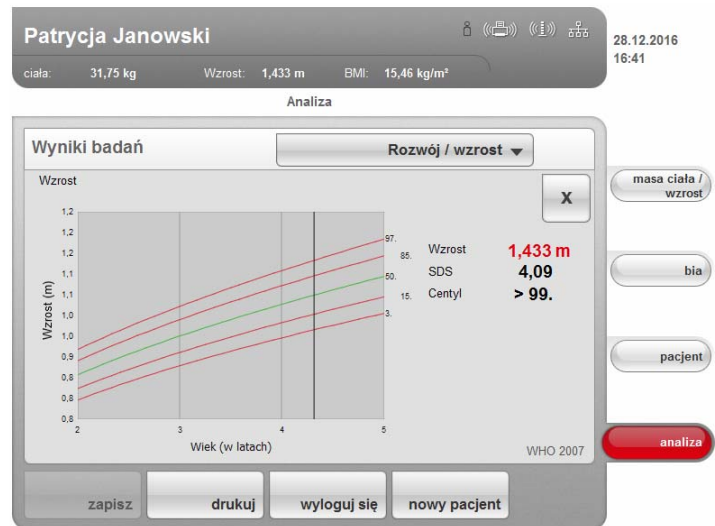 Patrycja Janowski
28.12.2016
16:41
ciała: 31,75 kg Wzrost: 1,433 m BMI: 15,46 kg/m²
Analiza
Wyniki badań
Rozwój / wzrost
masa ciała /
wzrost
bia
pacjent
analiza
Wzrost
X
Wzrost (m)
1,2
1,2
1,2
1,1
1,1
1,0
1,0
0,9
0,8
0,8
0,8
2 3 4 5
Wiek (w latach)
97.
85.
50.
15.
3.
Wzrost 1,433 m
SDS 4,09
Centyl > 99.
WHO 2007
zapisz drukuj wyloguj się nowy pacjent